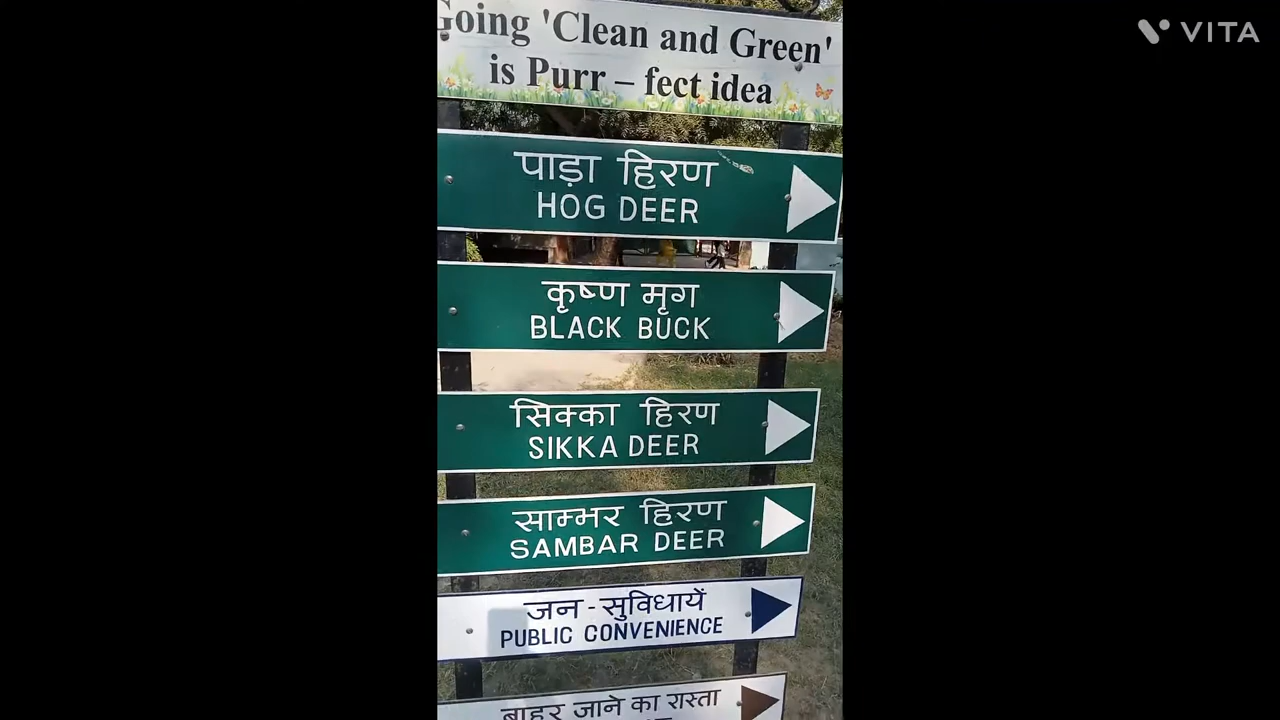 Going 'Clean and Green'
is Purr – fect idea
पाड़ा हिरण
HOG DEER
कृष्ण मृग
BLACK BUCK
सिक्का हिरण
SIKKA DEER
साम्भर हिरण
SAMBAR DEER
जन - सुविधायें
PUBLIC CONVENIENCE
बाहर जाने का रास्ता
VITA